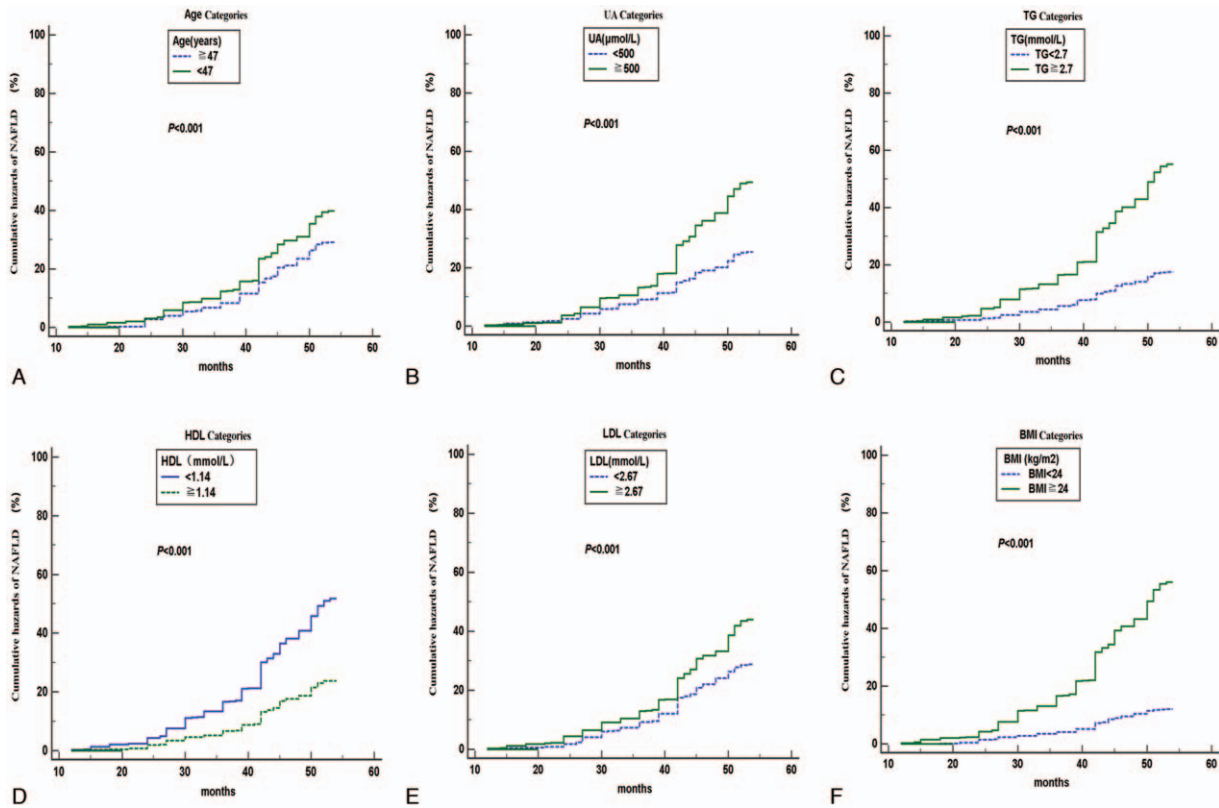 Age Categories
Age(years)
≧47
<47
P<0.001
Cumulative hazards of NAFLD (%)
100
80
60
40
20
0
10 20 30 40 50 60
months
A
UA Categories
UA(μmol/L)
<500
≧500
P<0.001
Cumulative hazards of NAFLD (%)
100
80
60
40
20
0
10 20 30 40 50 60
months
B
TG Categories
TG(mmol/L)
TG<2.7
TG≧2.7
P<0.001
Cumulative hazards of NAFLD (%)
100
80
60
40
20
0
10 20 30 40 50 60
months
C
HDL Categories
HDL (mmol/L)
<1.14
≧1.14
P<0.001
Cumulative hazards of NAFLD (%)
100
80
60
40
20
0
10 20 30 40 50 60
months
D
LDL Categories
LDL(mmol/L)
<2.67
≧2.67
P<0.001
Cumulative hazards of NAFLD (%)
100
80
60
40
20
0
10 20 30 40 50 60
months
E
BMI Categories
BMI (kg/m2)
BMI<24
BMI≧24
P<0.001
Cumulative hazards of NAFLD (%)
100
80
60
40
20
0
10 20 30 40 50 60
months
F